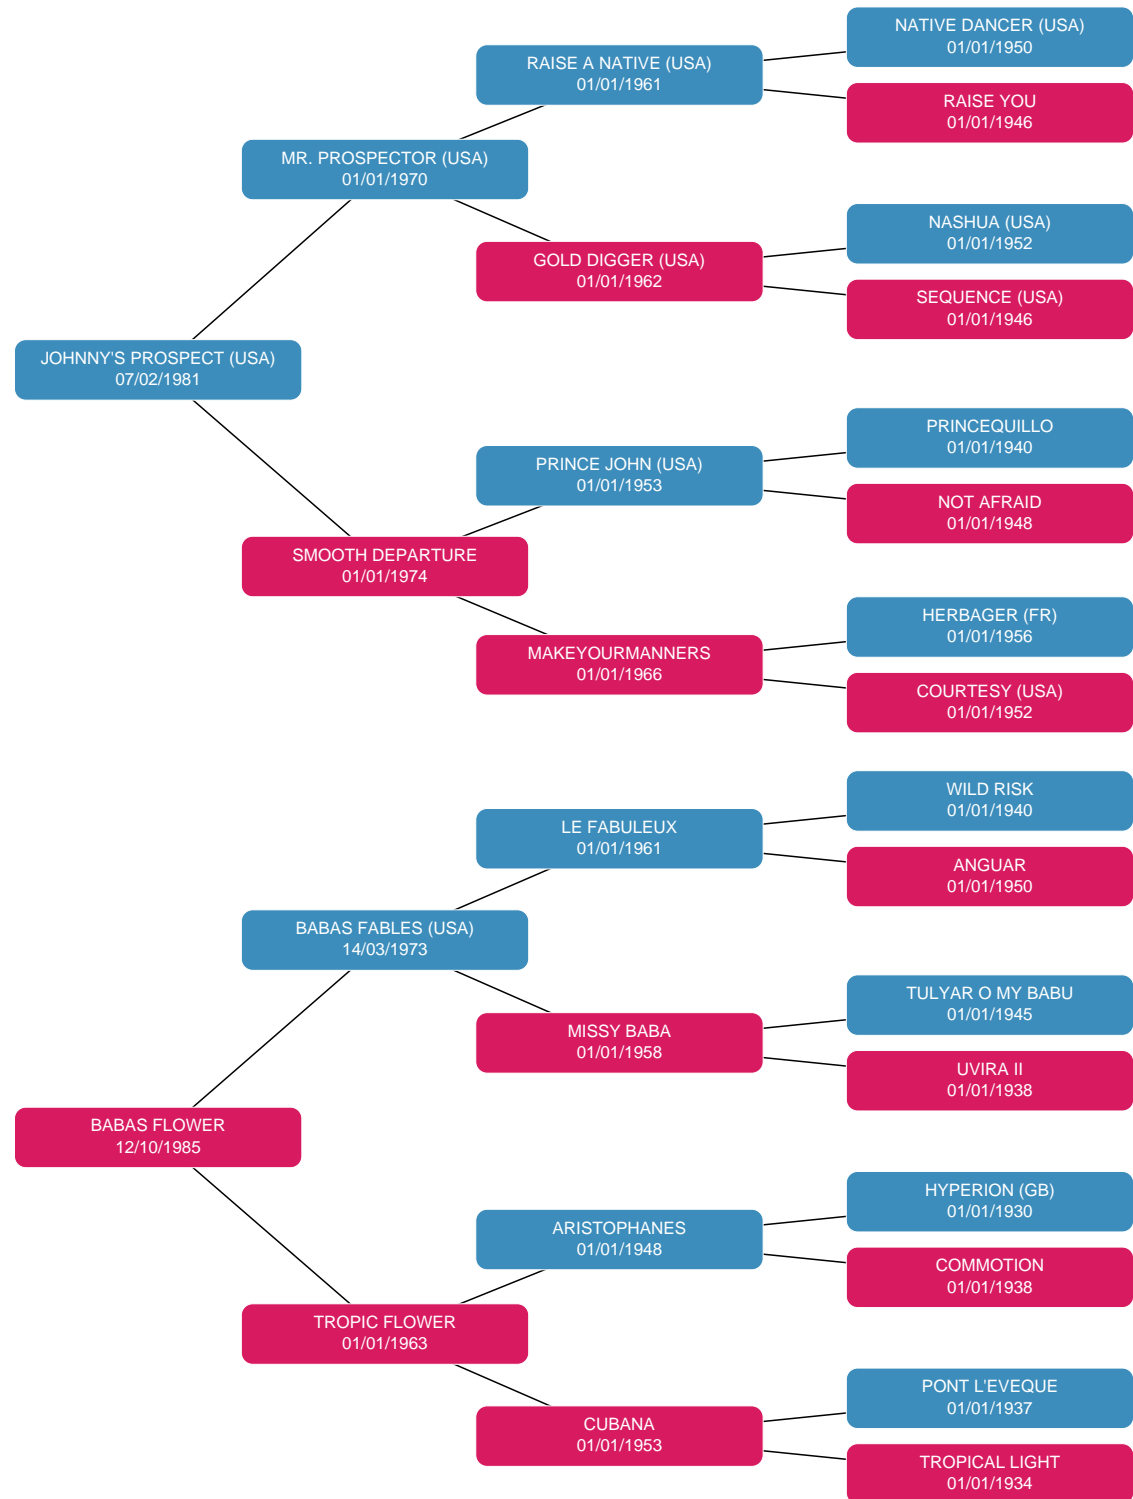 NATIVE DANCER (USA)
01/01/1950
RAISE A NATIVE (USA)
01/01/1961
RAISE YOU
01/01/1946
MR. PROSPECTOR (USA)
01/01/1970
NASHUA (USA)
01/01/1952
GOLD DIGGER (USA)
01/01/1962
SEQUENCE (USA)
01/01/1946
JOHNNY'S PROSPECT (USA)
07/02/1981
PRINCEQUILLO
01/01/1940
PRINCE JOHN (USA)
01/01/1953
NOT AFRAID
01/01/1948
SMOOTH DEPARTURE
01/01/1974
HERBAGER (FR)
01/01/1956
MAKEYOURMANNERS
01/01/1966
COURTESY (USA)
01/01/1952
WILD RISK
01/01/1940
LE FABULEUX
01/01/1961
ANGUAR
01/01/1950
BABAS FABLES (USA)
14/03/1973
TULYAR O MY BABU
01/01/1945
MISSY BABA
01/01/1958
UVIRA II
01/01/1938
BABAS FLOWER
12/10/1985
HYPERION (GB)
01/01/1930
ARISTOPHANES
01/01/1948
COMMOTION
01/01/1938
TROPIC FLOWER
01/01/1963
PONT L'EVEQUE
01/01/1937
CUBANA
01/01/1953
TROPICAL LIGHT
01/01/1934